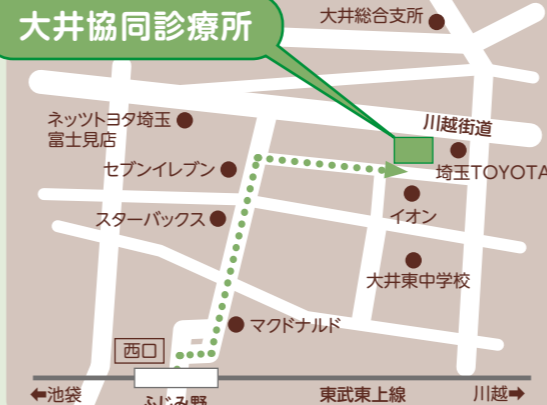 大井総合支所
大井協同診療所
川越街道
ネッツトヨタ埼玉
富士見店
埼玉TOYOTA
セブンイレブン
イオン
スターバックス
大井東中学校
マクドナルド
西口
←池袋
ふじみ野
東武東上線
川越→